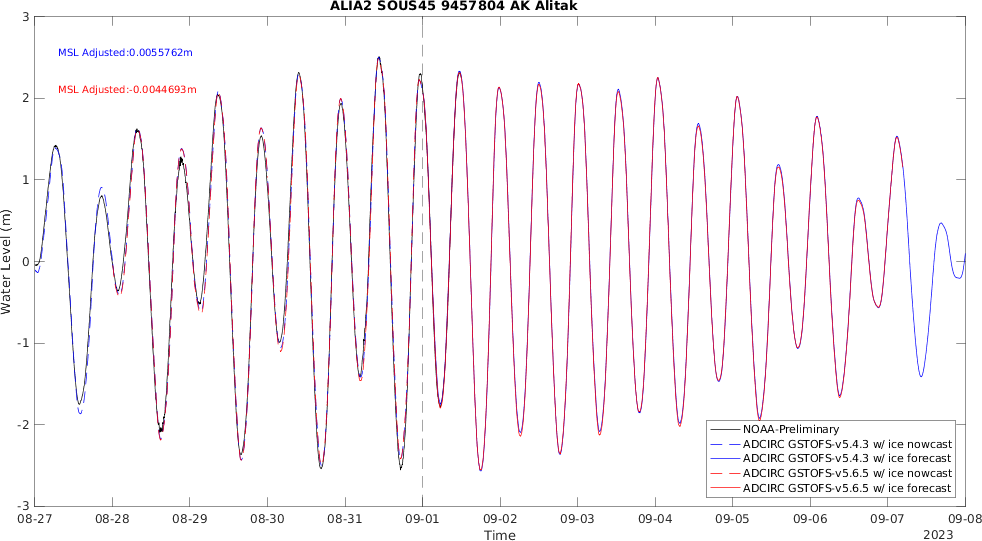 ALIA2 SOUS45 9457804 AK Alitak
MSL Adjusted:0.0055762m
MSL Adjusted:-0.0044693m
Water Level (m)
3
2
1
0
-1
-2
-3
NOAA-Preliminary
ADCIRC GSTOFS-v5.4.3 w/ ice nowcast
ADCIRC GSTOFS-v5.4.3 w/ ice forecast
ADCIRC GSTOFS-v5.6.5 w/ ice nowcast
ADCIRC GSTOFS-v5.6.5 w/ ice forecast
08-27 08-28 08-29 08-30 08-31 09-01 09-02 09-03 09-04 09-05 09-06 09-07 09-08
Time
2023